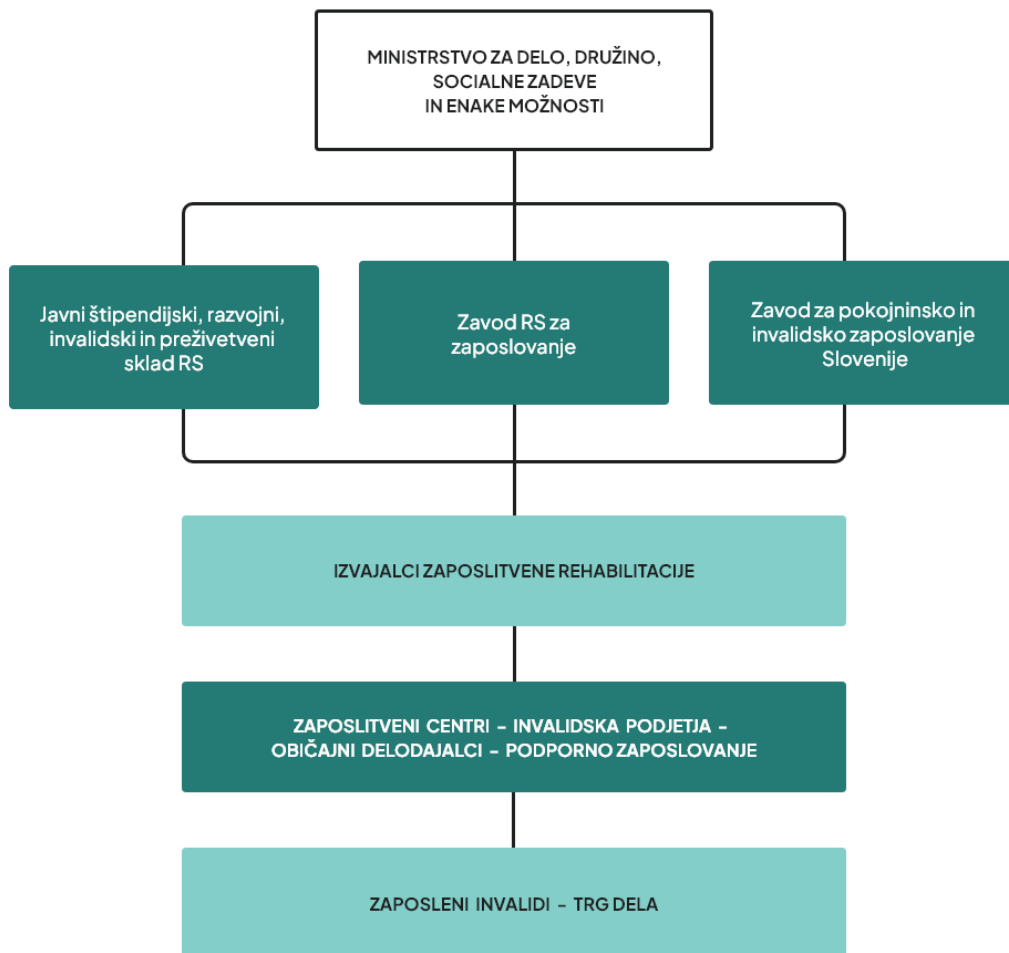 MINISTRSTVO ZA DELO, DRUŽINO,
SOCIALNE ZADEVE
IN ENAKE MOŽNOSTI
Javni štipendijski, razvojni,
invalidski in preživetveni
sklad RS
Zavod RS za
zaposlovanje
Zavod za pokojninsko in
invalidsko zaposlovanje
Slovenije
IZVAJALCI ZAPOSLITVENE REHABILITACIJE
ZAPOSLITVENI CENTRI – INVALIDSKA PODJETJA –
OBIČAJNI DELODAJALCI – PODPORNO ZAPOSLOVANJE
ZAPOSLENI INVALIDI – TRG DELA